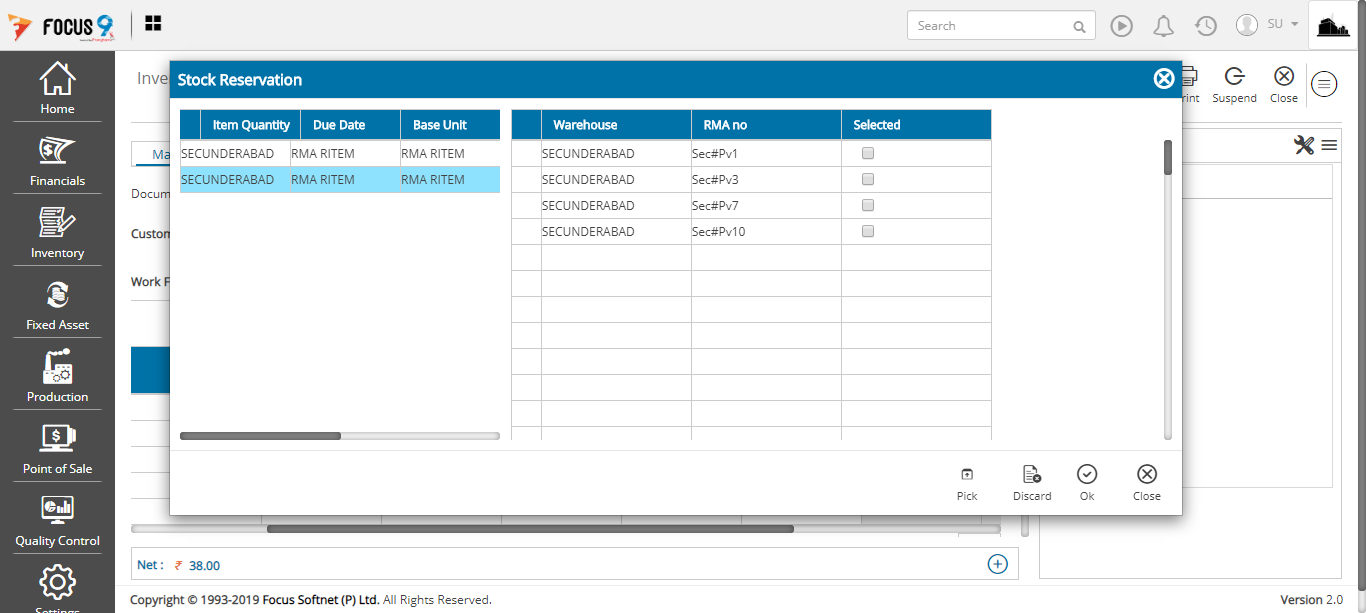 FOCUS 9
Search
SU
Home
Financials
Inventory
Fixed Asset
Production
Point of Sale
Quality Control
Settings
Inve
rint
Suspend
Close
Ma
Docum
Custom
Work F
Stock Reservation
Item Quantity Due Date Base Unit
SECUNDERABAD RMA RITEM RMA RITEM
SECUNDERABAD RMA RITEM RMA RITEM
Warehouse RMA no Selected
SECUNDERABAD Sec#Pv1
SECUNDERABAD Sec#Pv3
SECUNDERABAD Sec#Pv7
SECUNDERABAD Sec#Pv10
Pick Discard Ok Close
Net : ₹ 38.00
Copyright © 1993-2019 Focus Softnet (P) Ltd. All Rights Reserved.
Version 2.0